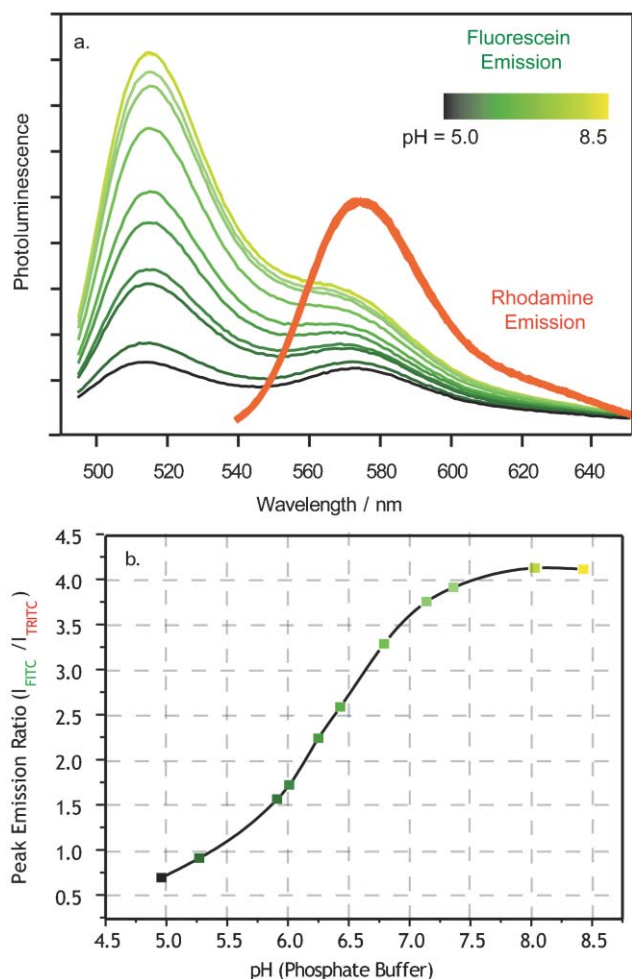 a.
Fluorescein
Emission
pH = 5.0 8.5
Rhodamine
Emission
Photoluminescence
500 520 540 560 580 600 620 640
Wavelength / nm
b.
4.5
4.0
3.5
3.0
2.5
2.0
1.5
1.0
0.5
Peak Emission Ratio (I_FITC /I_TRITC)
4.5 5.0 5.5 6.0 6.5 7.0 7.5 8.0 8.5
pH (Phosphate Buffer)